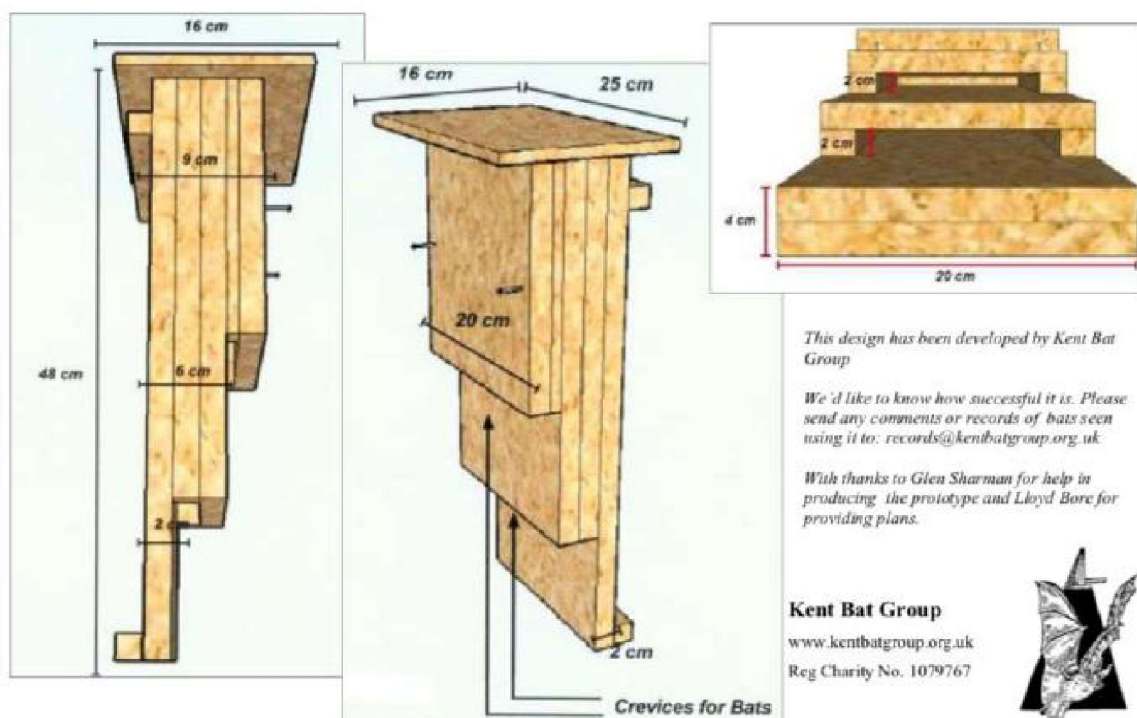 16 cm
9 cm
48 cm
6 cm
2 cm
16 cm
25 cm
20 cm
2 cm
Crevices for Bats
2 cm
2 cm
4 cm
20 cm
This design has been developed by Kent Bat
Group
We'd like to know how successful it is. Please
send any comments or records of bats seen
using it to: records@kentbatgroup.org.uk
With thanks to Glen Sharman for help in
producing the prototype and Lloyd Bore for
providing plans.
Kent Bat Group
www.kentbatgroup.org.uk
Reg Charity No. 1079767